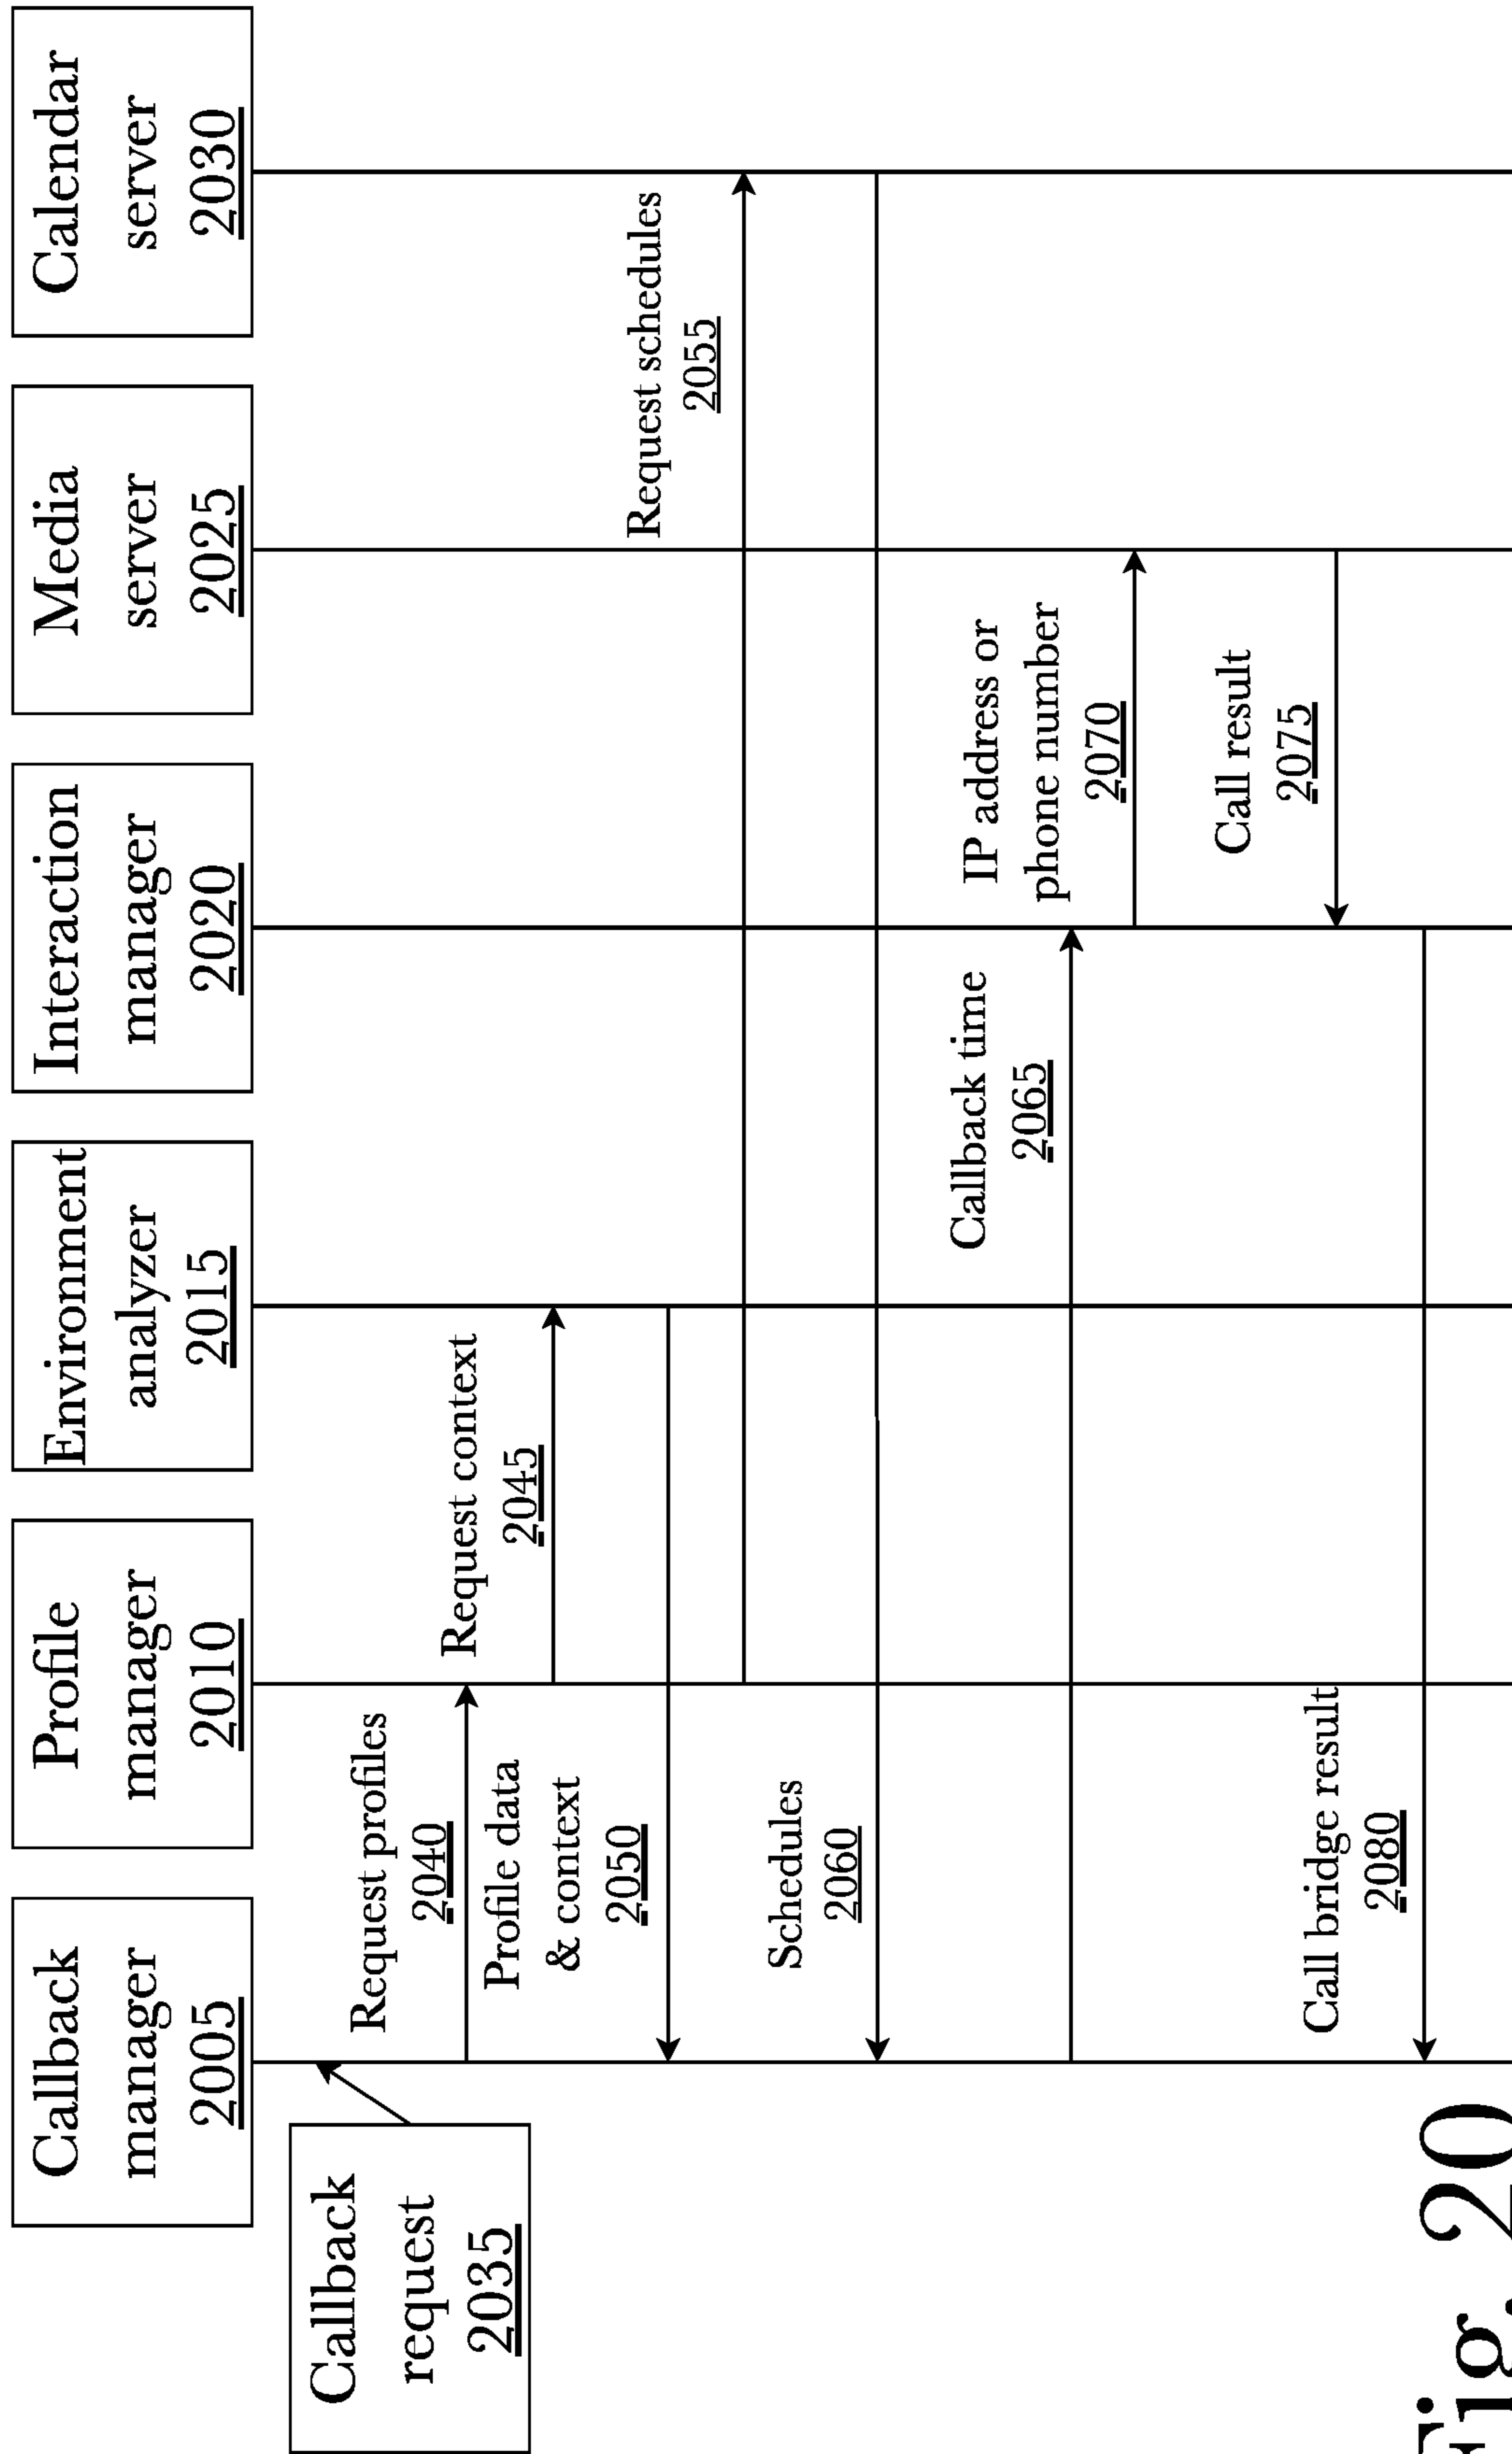 Callback
manager
2005
Profile
manager
2010
Environment
analyzer
2015
Interaction
manager
2020
Media
server
2025
Calendar
server
2030
Callback
request
2035
Request profiles
2040
Request context
2045
Profile data
& context
2050
Request schedules
2055
Schedules
2060
Callback time
2065
IP address or
phone number
2070
Call result
2075
Call bridge result
2080
Fig. 20